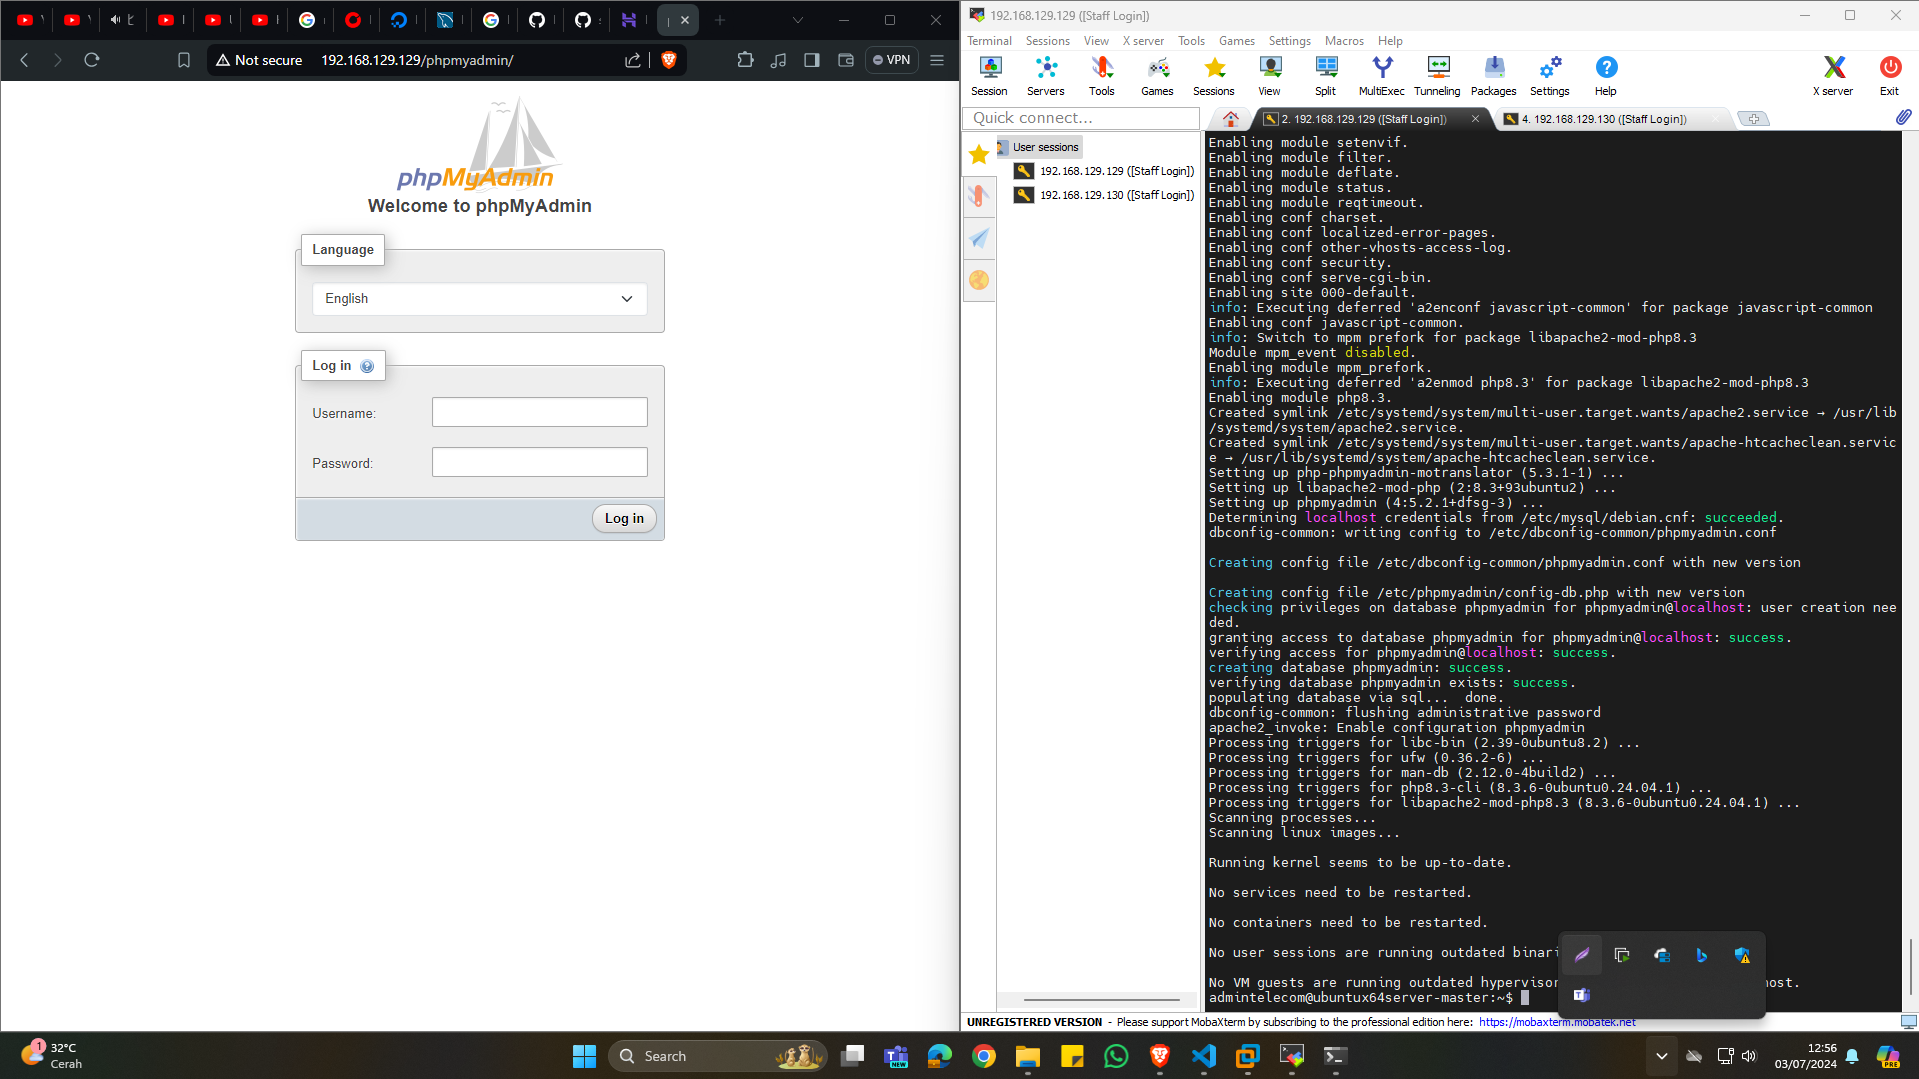 Not secure
192.168.129.129/phpmyadmin/
VPN
phpMyAdmin
Welcome to phpMyAdmin
Language
English
Log in
Username:
Password:
Log in
192.168.129.129 ([Staff Login])
Terminal Sessions View X server Tools Games Settings Macros Help
Session Servers Tools Games Sessions View Split MultiExec Tunneling Packages Settings Help X server Exit
Quick connect...
2. 192.168.129.129 ([Staff Login])
4. 192.168.129.130 ([Staff Login])
User sessions
192.168.129.129 ([Staff Login])
192.168.129.130 ([Staff Login])
Enabling module setenvif.
Enabling module filter.
Enabling module deflate.
Enabling module status.
Enabling module reqtimeout.
Enabling conf charset.
Enabling conf localized-error-pages.
Enabling conf other-vhosts-access-log.
Enabling conf security.
Enabling conf serve-cgi-bin.
Enabling site 000-default.
info: Executing deferred 'a2enconf javascript-common' for package javascript-common
Enabling conf javascript-common.
info: Switch to mpm prefork for package libapache2-mod-php8.3
Module mpm_event disabled.
Enabling module mpm_prefork.
info: Executing deferred 'a2enmod php8.3' for package libapache2-mod-php8.3
Enabling module php8.3.
Created symlink /etc/systemd/system/multi-user.target.wants/apache2.service → /usr/lib
/systemd/system/apache2.service.
Created symlink /etc/systemd/system/multi-user.target.wants/apache-htcacheclean.servic
e → /usr/lib/systemd/system/apache-htcacheclean.service.
Setting up php-phpmyadmin-motranslator (5.3.1-1) ...
Setting up libapache2-mod-php (2:8.3+93ubuntu2) ...
Setting up phpmyadmin (4:5.2.1+dfsg-3) ...
Determining localhost credentials from /etc/mysql/debian.cnf: succeeded.
dbconfig-common: writing config to /etc/dbconfig-common/phpmyadmin.conf
Creating config file /etc/dbconfig-common/phpmyadmin.conf with new version
Creating config file /etc/phpmyadmin/config-db.php with new version
checking privileges on database phpmyadmin for phpmyadmin@localhost: user creation nee
ded.
granting access to database phpmyadmin for phpmyadmin@localhost: success.
verifying access for phpmyadmin@localhost: success.
creating database phpmyadmin: success.
verifying database phpmyadmin exists: success.
populating database via sql... done.
dbconfig-common: flushing administrative password
apache2_invoke: Enable configuration phpmyadmin
Processing triggers for libc-bin (2.39-0ubuntu8.2) ...
Processing triggers for ufw (0.36.2-6) ...
Processing triggers for man-db (2.12.0-4build2) ...
Processing triggers for php8.3-cli (8.3.6-0ubuntu0.24.04.1) ...
Processing triggers for libapache2-mod-php8.3 (8.3.6-0ubuntu0.24.04.1) ...
Scanning processes...
Scanning linux images...
Running kernel seems to be up-to-date.
No services need to be restarted.
No containers need to be restarted.
No user sessions are running outdated binari
No VM guests are running outdated hypervisor ost.
admintelecom@ubuntux64server-master:~$
UNREGISTERED VERSION - Please support MobaXterm by subscribing to the professional edition here: https://mobaxterm.mobatek.net
1
32°C
Cerah
Search
NEW
12:56
03/07/2024
PRE